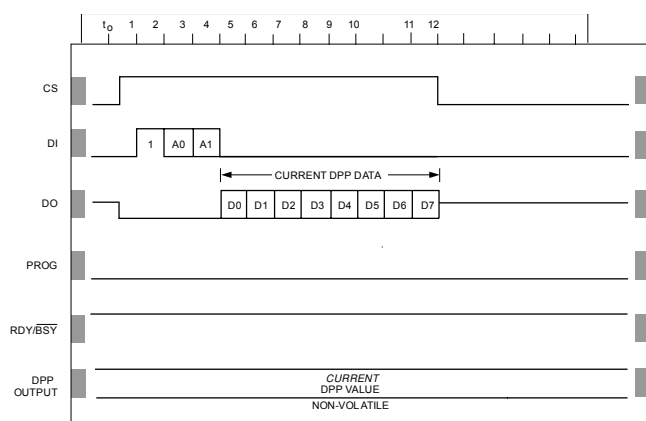 to 1 2 3 4 5 6 7 8 9 10 11 12
CS
DI 1 A0 A1
CURRENT DPP DATA
DO D0 D1 D2 D3 D4 D5 D6 D7
PROG
RDY/BSY
DPP OUTPUT
CURRENT
DPP VALUE
NON-VOLATILE